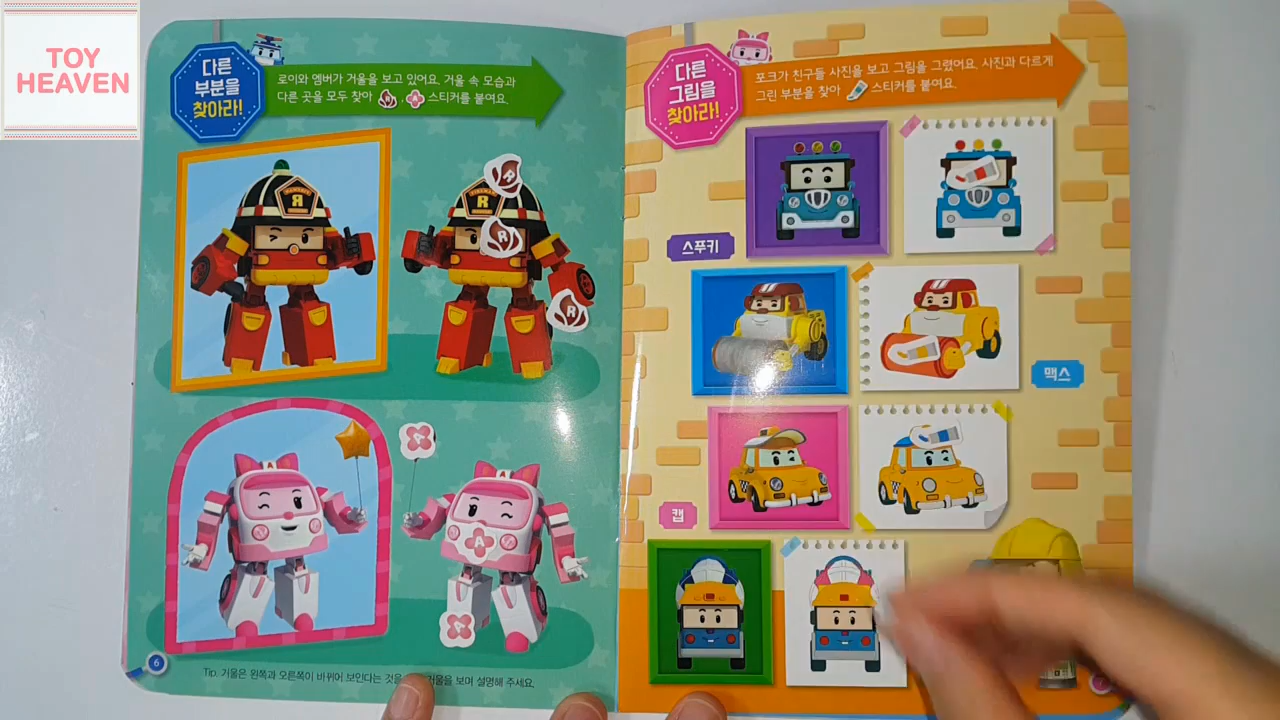 TOY
HEAVEN
다른
부분을
찾아라!
로이와 엠버가 거울을 보고 있어요. 거울 속 모습과
다른 곳을 모두 찾아 , 스티커를 붙여요.
R
R
R
R
R
A
A
A
6
Tip. 거울은 왼쪽과 오른쪽이 바뀌어 보인다는 것을 거울을 보며 설명해 주세요.
다른
그림을
찾아라!
포크가 친구들 사진을 보고 그림을 그렸어요. 사진과 다르게
그린 부분을 찾아 스티커를 붙여요.
스푸키
맥스
캡